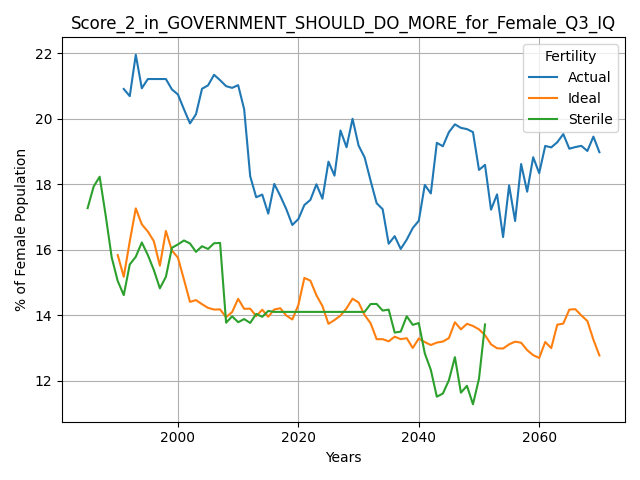 Score_2_in_GOVERNMENT_SHOULD_DO_MORE_for_Female_Q3_IQ
Fertility
Actual
Ideal
Sterile
% of Female Population
22
20
18
16
14
12
2000
2020
2040
2060
Years